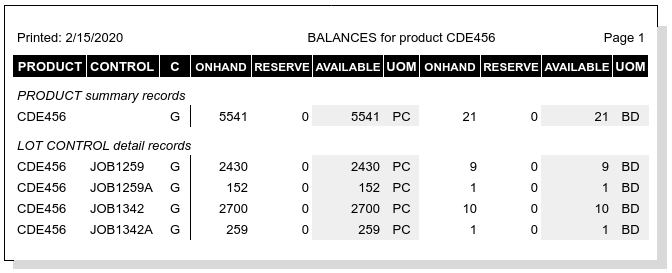 Printed: 2/15/2020 BALANCES for product CDE456 Page 1
PRODUCT CONTROL C ONHAND RESERVE AVAILABLE UOM ONHAND RESERVE AVAILABLE UOM
PRODUCT summary records
CDE456 G 5541 0 5541 PC 21 0 21 BD
LOT CONTROL detail records
CDE456 JOB1259 G 2430 0 2430 PC 9 0 9 BD
CDE456 JOB1259A G 152 0 152 PC 1 0 1 BD
CDE456 JOB1342 G 2700 0 2700 PC 10 0 10 BD
CDE456 JOB1342A G 259 0 259 PC 1 0 1 BD